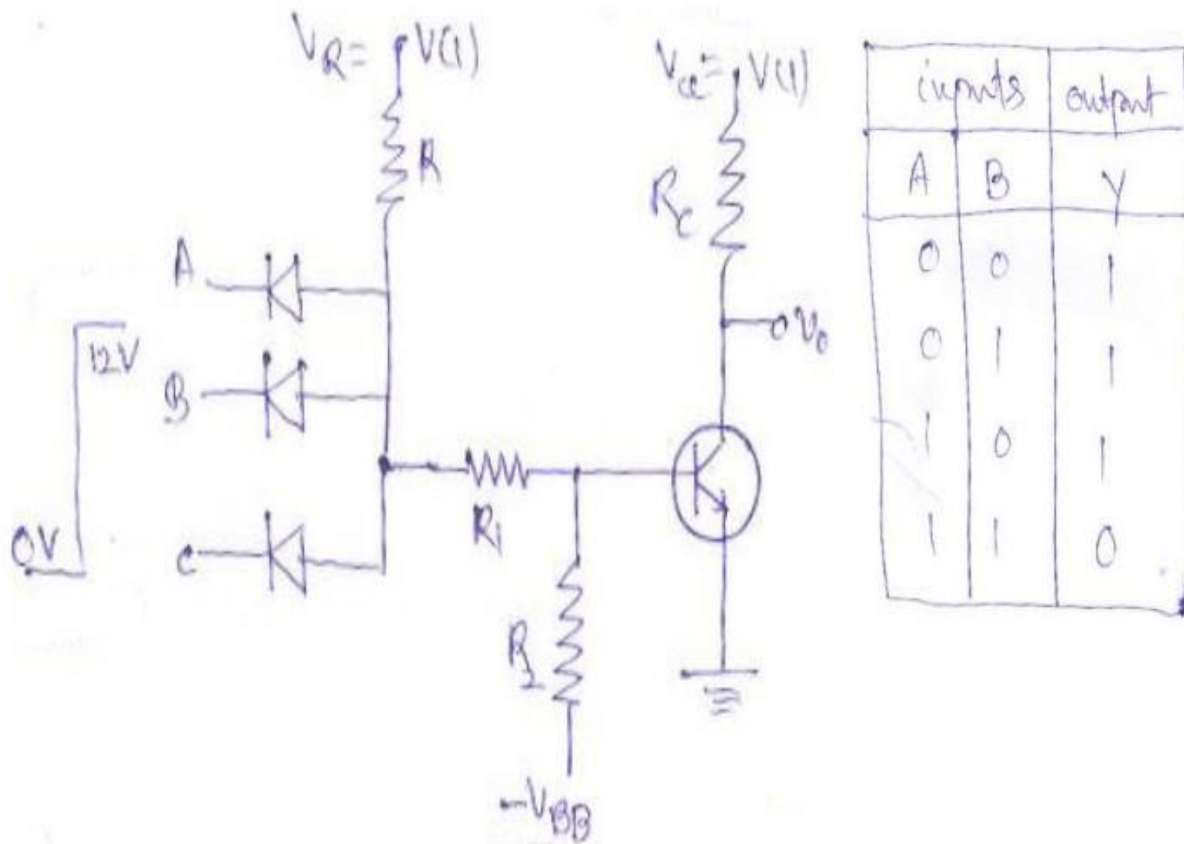 VR= V(1)
Vcc= V(1)
R
Rc
A
12V
B
V0
R1
0V
C
R2
-VBB
inputs output
A B Y
0 0 1
0 1 1
1 0 1
1 1 0